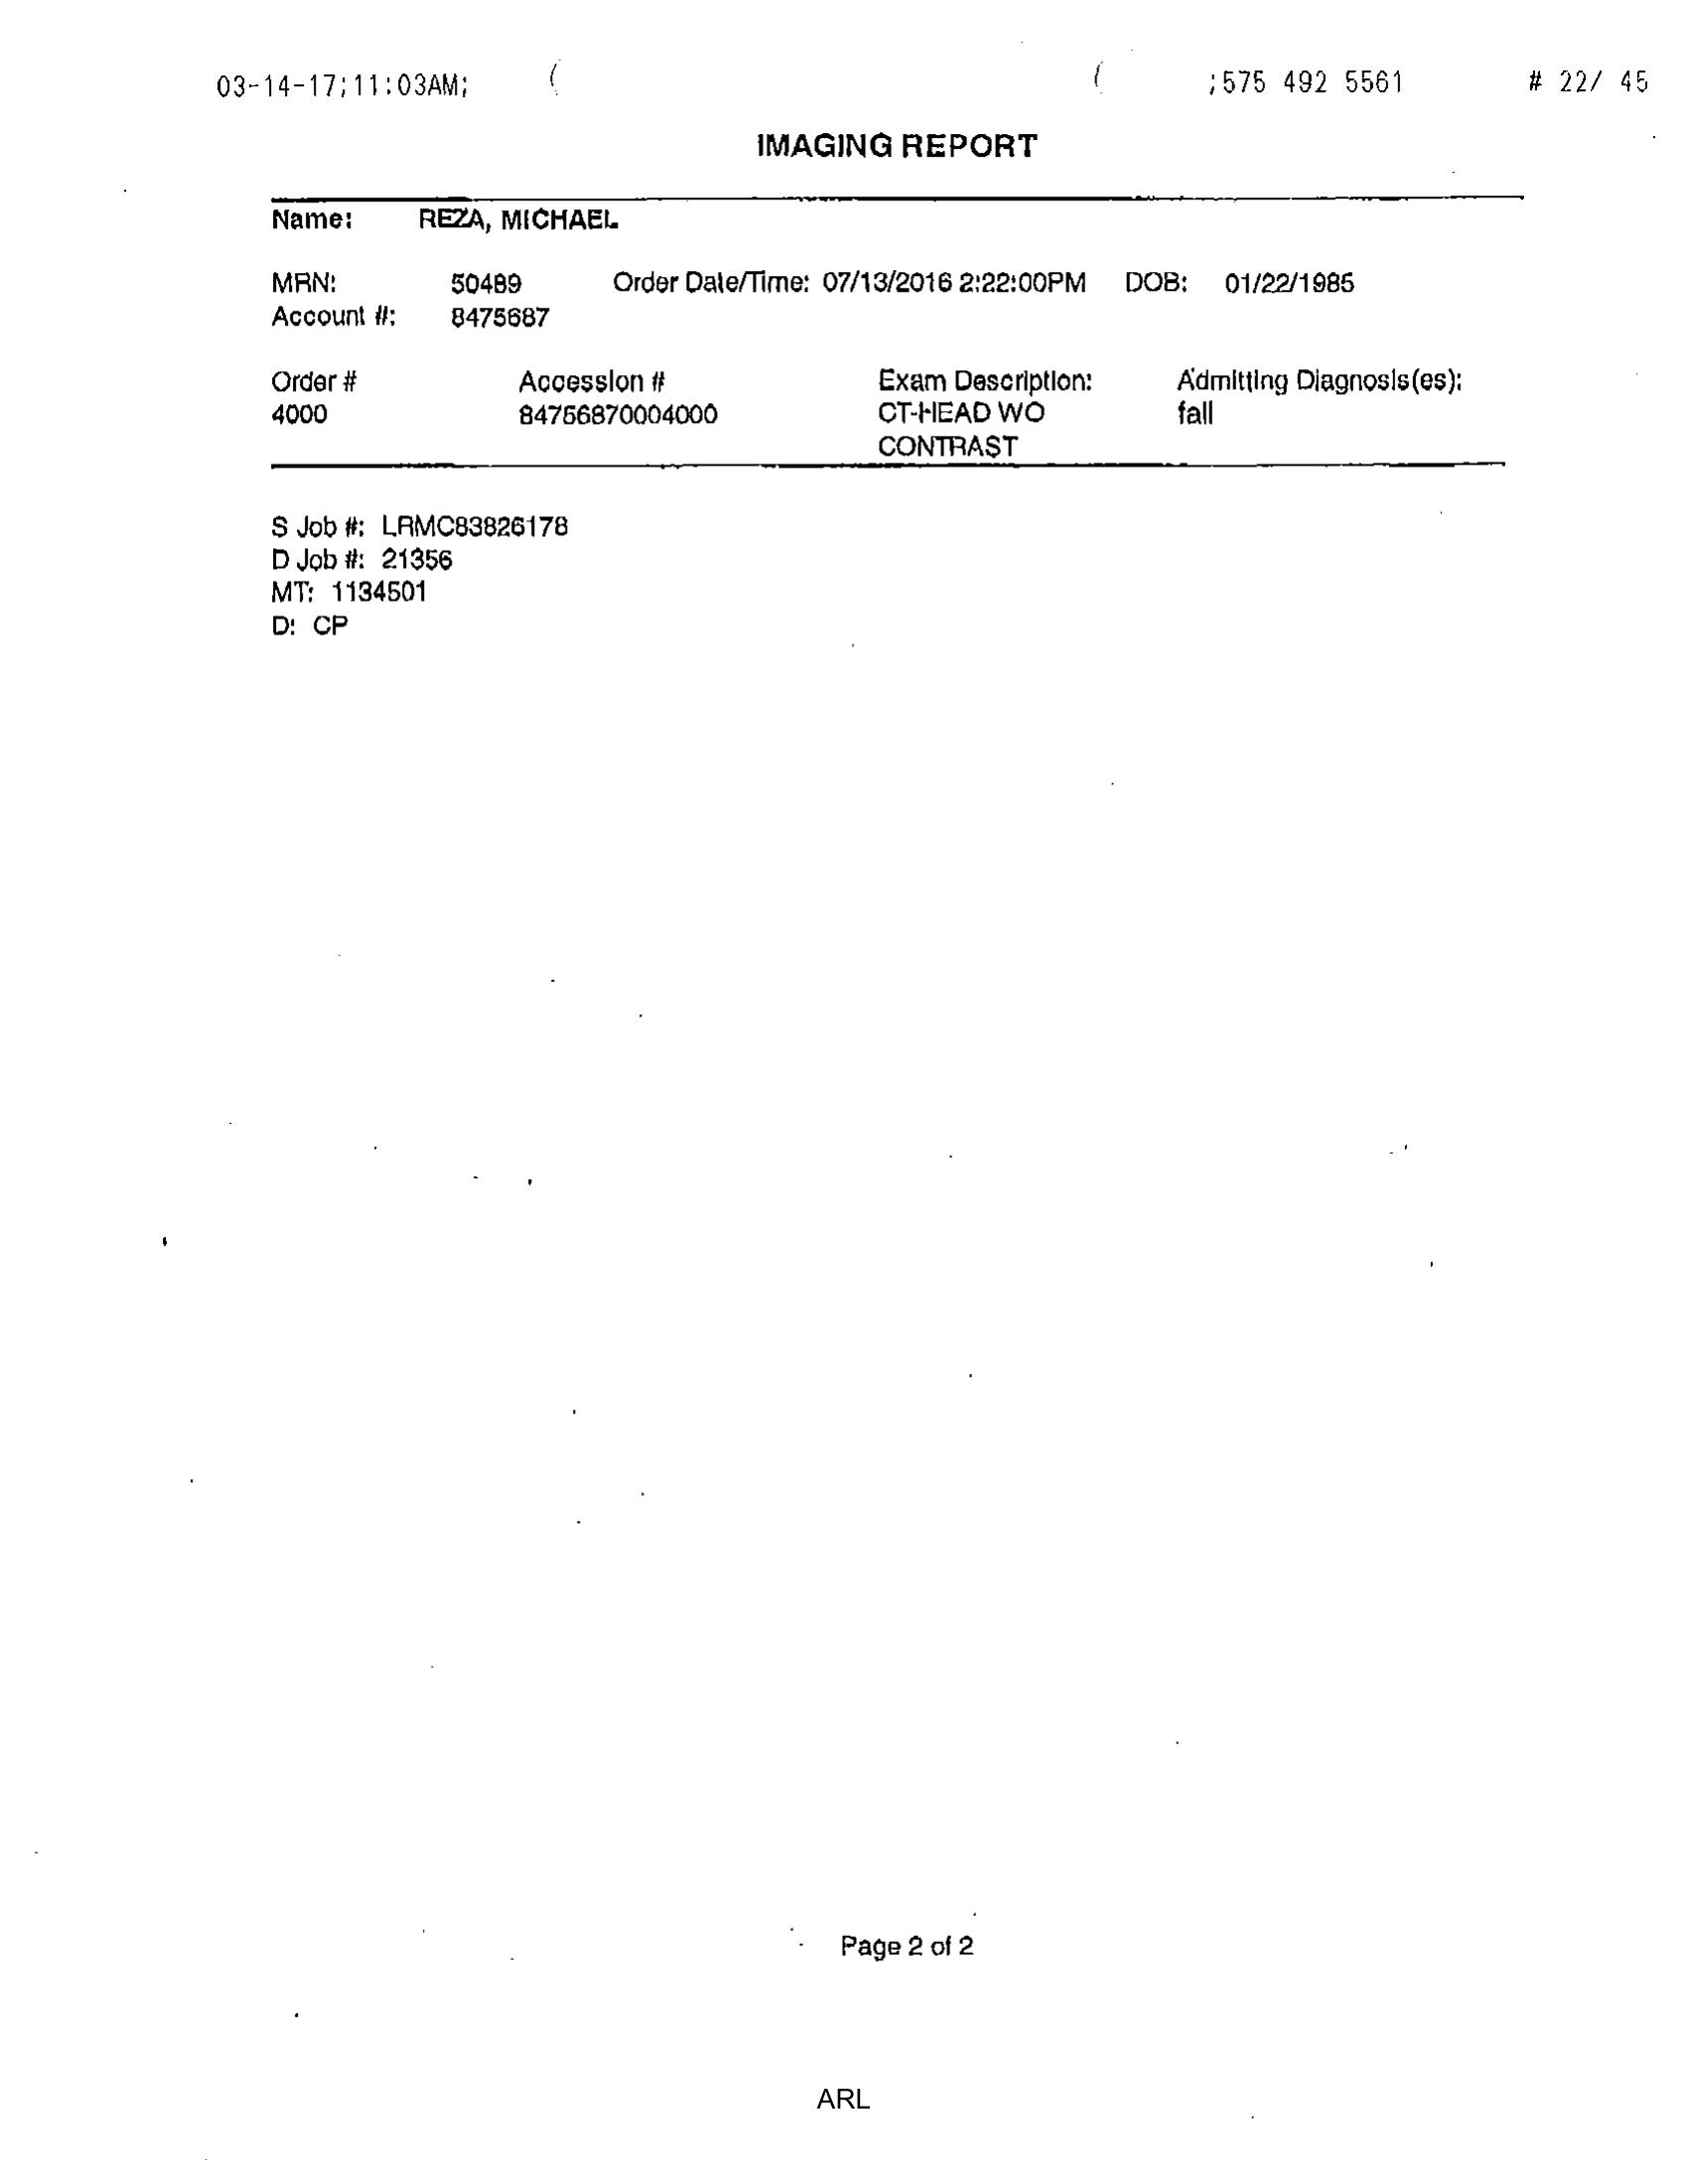 03-14-17;11:03AM; ( ( ;575 492 5561 # 22/ 45
IMAGING REPORT
Name: REZA, MICHAEL
MRN: 50489 Order Date/Time: 07/13/2016 2:22:00PM DOB: 01/22/1985
Account #: 8475687
Order # Accession # Exam Description: Admitting Diagnosis(es):
4000 84756870004000 CT-HEAD WO fall
CONTRAST
S Job #: LRMC83826178
D Job #: 21356
MT: 1134501
D: CP
Page 2 of 2
ARL